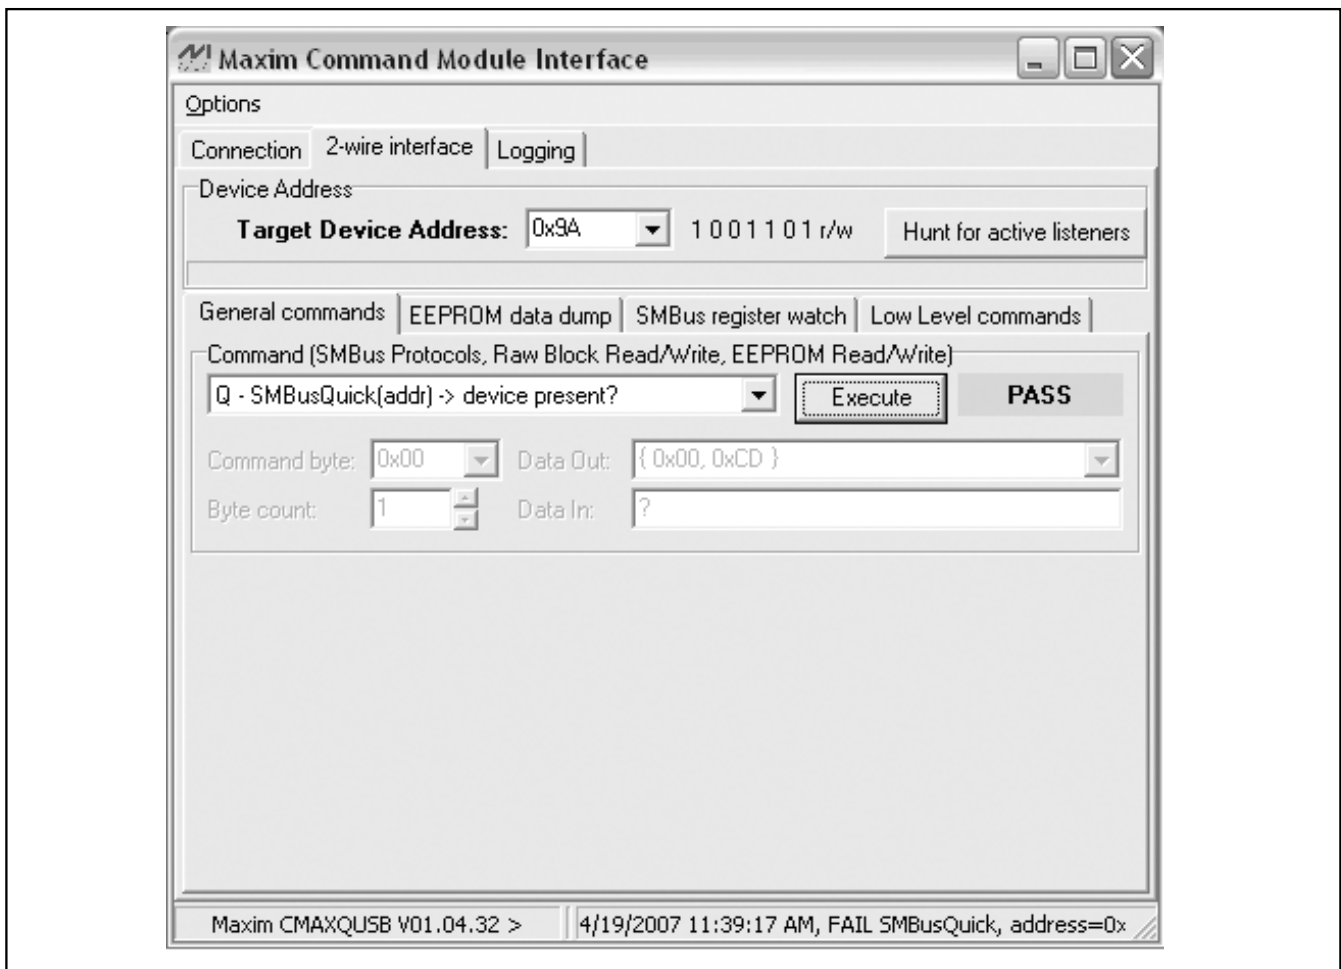 Maxim Command Module Interface
Options
Connection 2-wire interface Logging
Device Address
Target Device Address: 0x9A 1 0 0 1 1 0 1 r/w Hunt for active listeners
General commands EEPROM data dump SMBus register watch Low Level commands
Command (SMBus Protocols, Raw Block Read/Write, EEPROM Read/Write)
Q - SMBusQuick(addr) -> device present? Execute PASS
Command byte: 0x00 Data Out: { 0x00, 0xCD }
Byte count: 1 Data In: ?
Maxim CMAXQUSB V01.04.32 > 4/19/2007 11:39:17 AM, FAIL SMBusQuick, address=0x